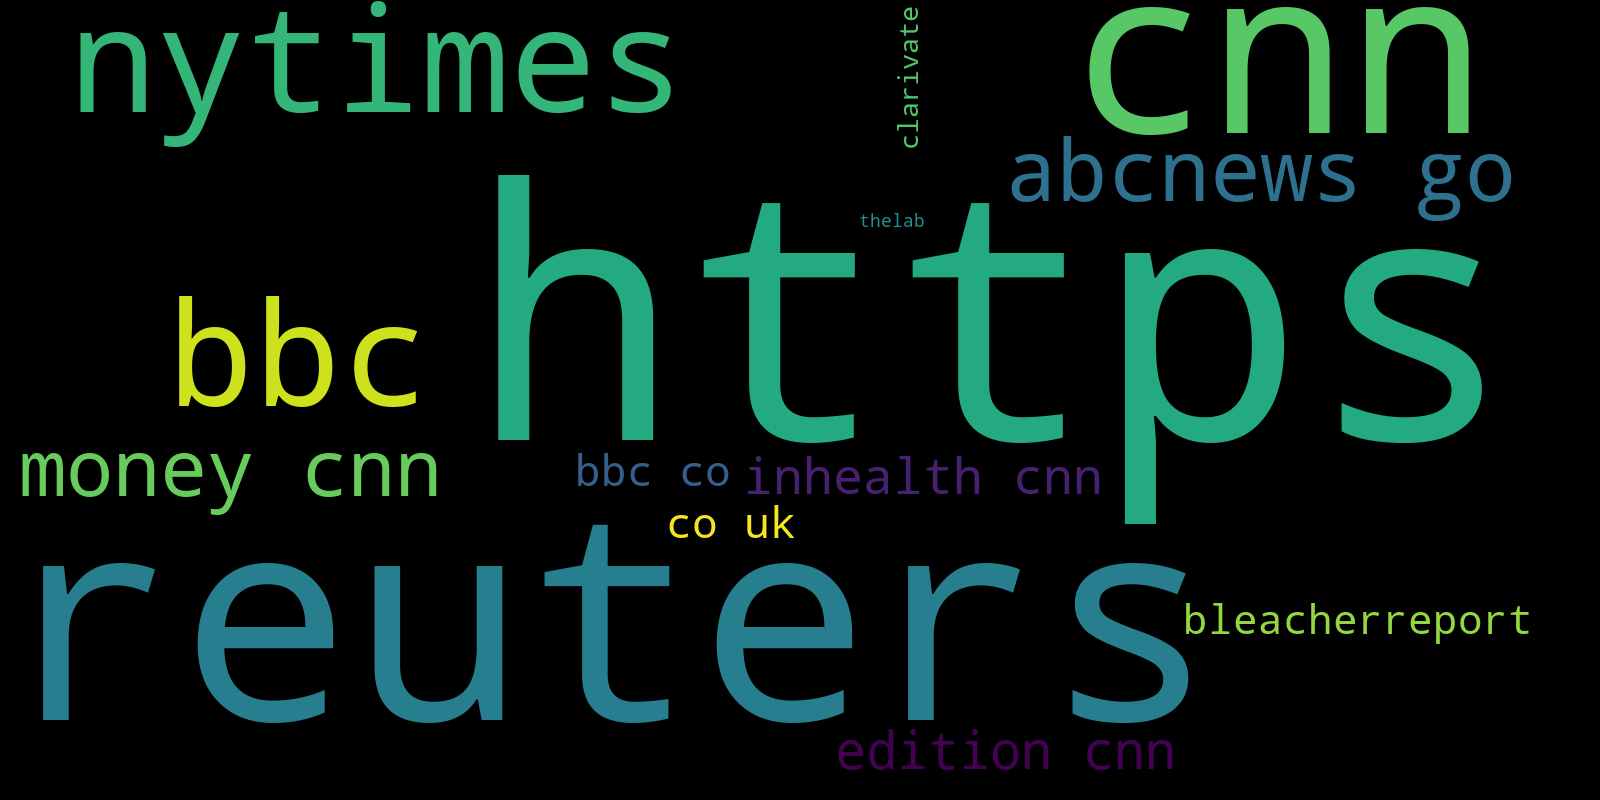 nytimes
clarivate
cnn
abcnews go
thelab
https
bbc
money cnn
bbc co
inhealth cnn
co uk
reuters
bleacherreport
edition cnn